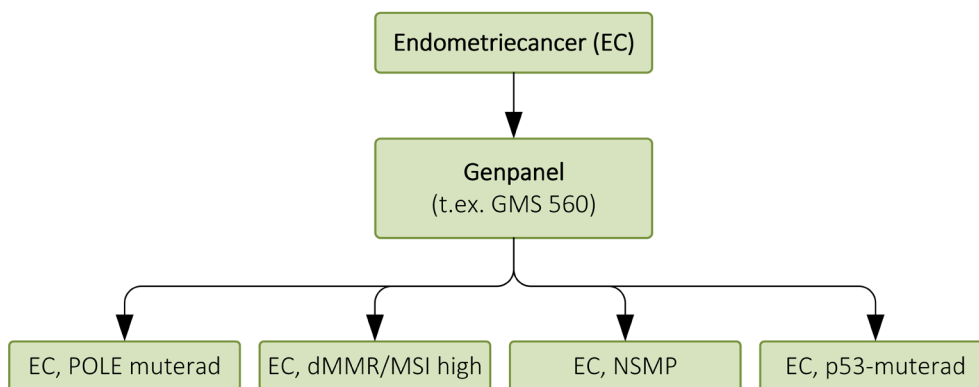 Endometriecancer (EC)
Genpanel
(t.ex. GMS 560)
EC, POLE muterad
EC, dMMR/MSI high
EC, NSMP
EC, p53-muterad